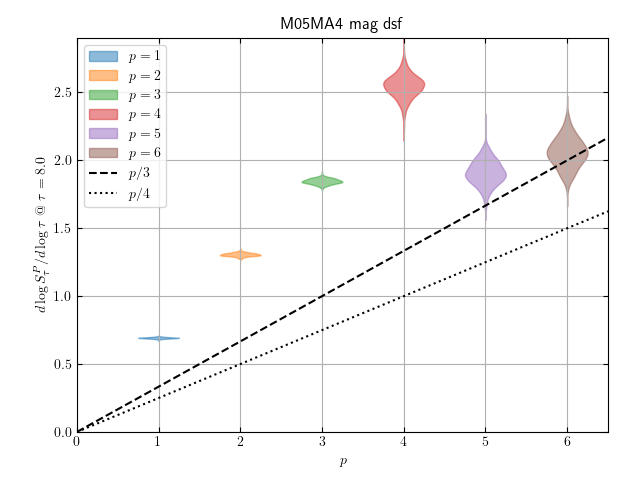 M05MA4 mag dsf
p = 1
p = 2
p = 3
p = 4
p = 5
p = 6
p/3
p/4
d log S_τ^P / d log τ @ τ = 8.0
2.5
2.0
1.5
1.0
0.5
0.0
0 1 2 3 4 5 6
p